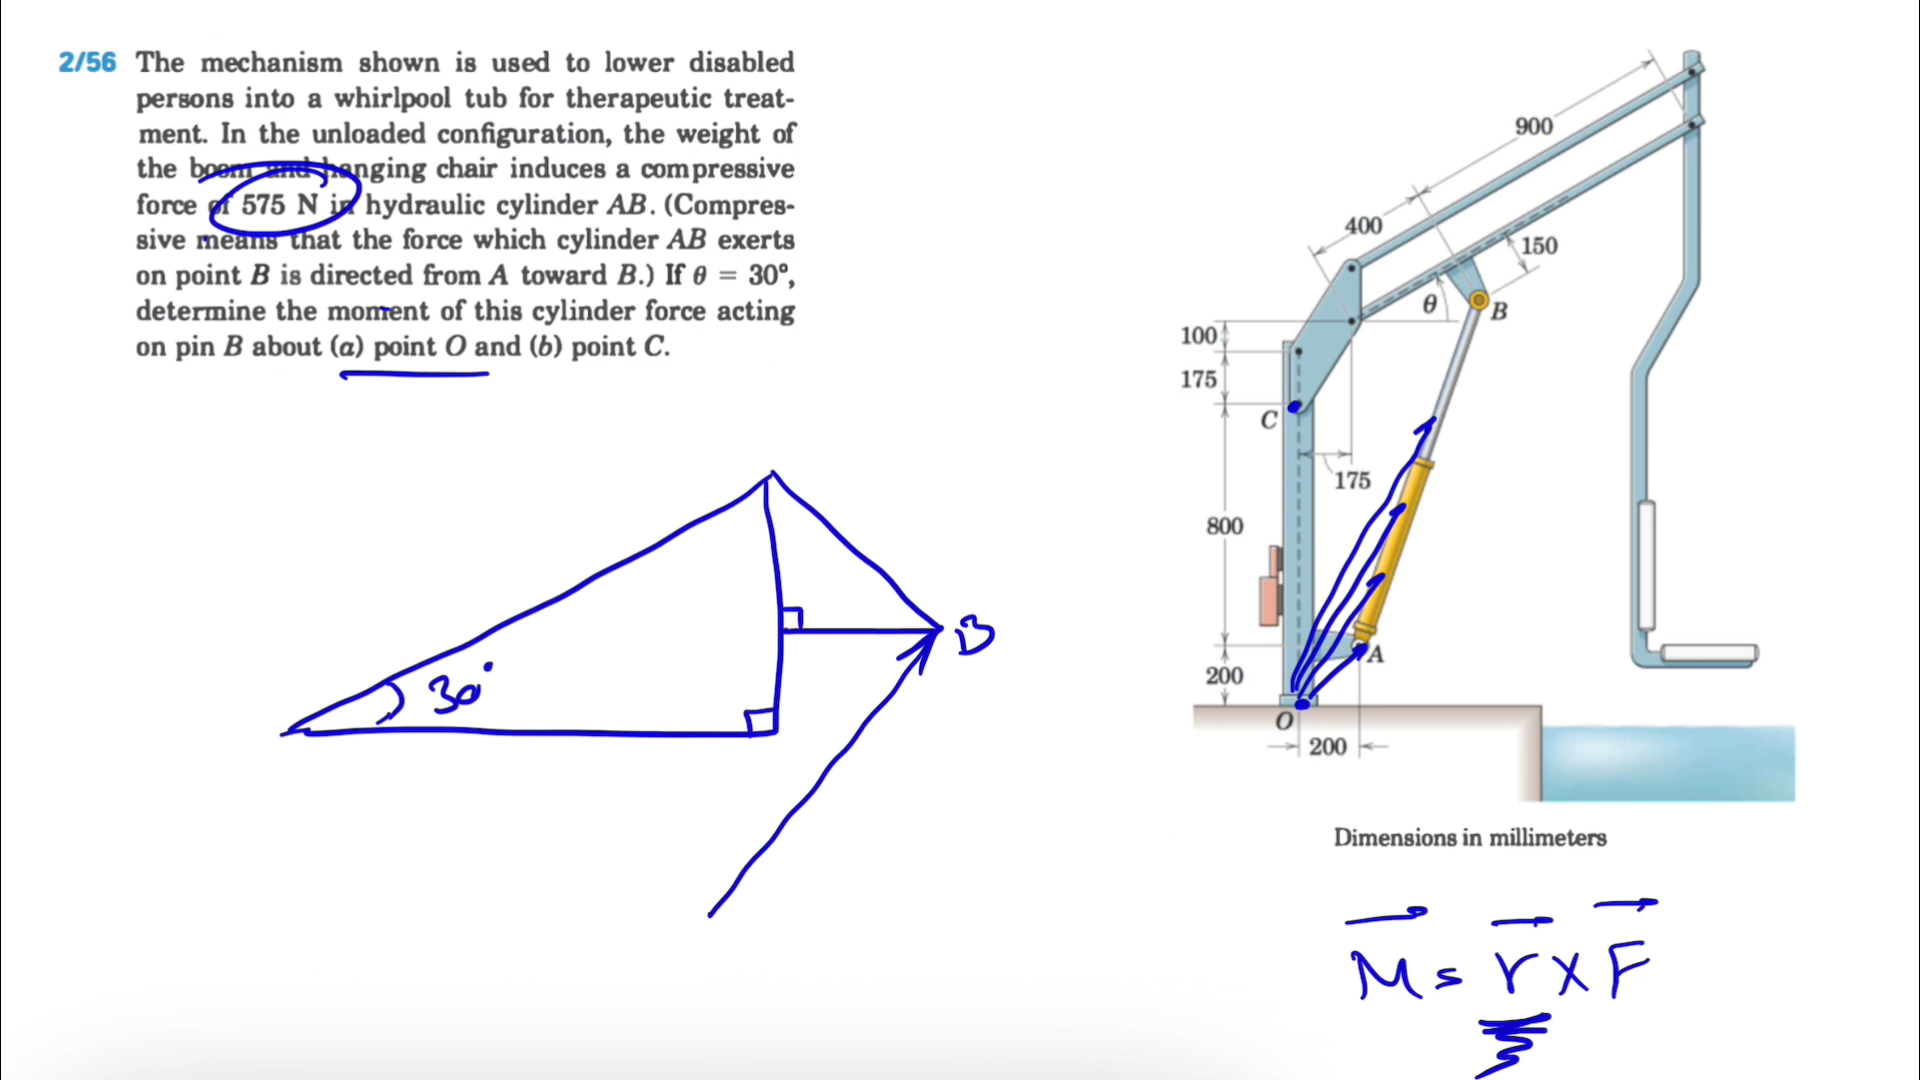 2/56 The mechanism shown is used to lower disabled
persons into a whirlpool tub for therapeutic treat-
ment. In the unloaded configuration, the weight of
the boom and hanging chair induces a compressive
force of 575 N in hydraulic cylinder AB. (Compres-
sive means that the force which cylinder AB exerts
on point B is directed from A toward B.) If θ = 30°,
determine the moment of this cylinder force acting
on pin B about (a) point O and (b) point C.
900
400
150
θ
B
100
175
C
175
800
A
200
O
200
Dimensions in millimeters
30°
B
M = r × F